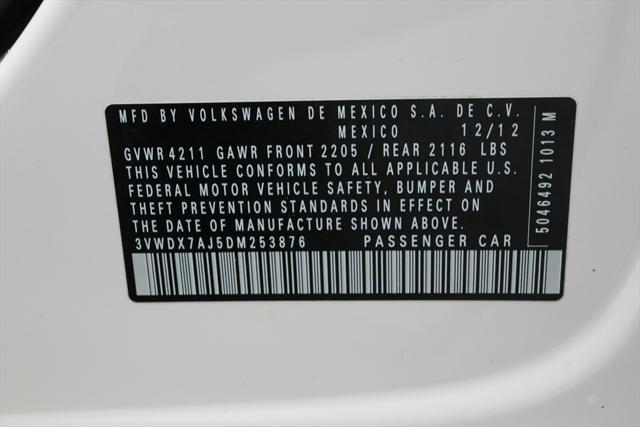 MFD BY VOLKSWAGEN DE MEXICO S.A. DE C.V.
MEXICO 12/12
GVWR 4211 GAWR FRONT 2205 / REAR 2116 LBS
THIS VEHICLE CONFORMS TO ALL APPLICABLE U.S.
FEDERAL MOTOR VEHICLE SAFETY, BUMPER AND
THEFT PREVENTION STANDARDS IN EFFECT ON
THE DATE OF MANUFACTURE SHOWN ABOVE.
3VWDX7AJ5DM253876 PASSENGER CAR
5046492 1013 M